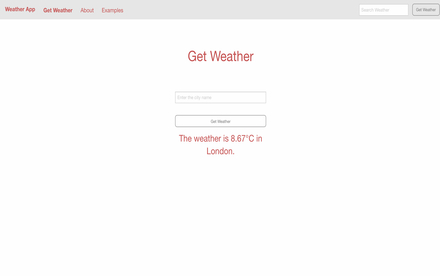 Weather App Get Weather About Examples Search Weather Get Weather
Get Weather
Enter the city name
Get Weather
The weather is 8.67°C in
London.